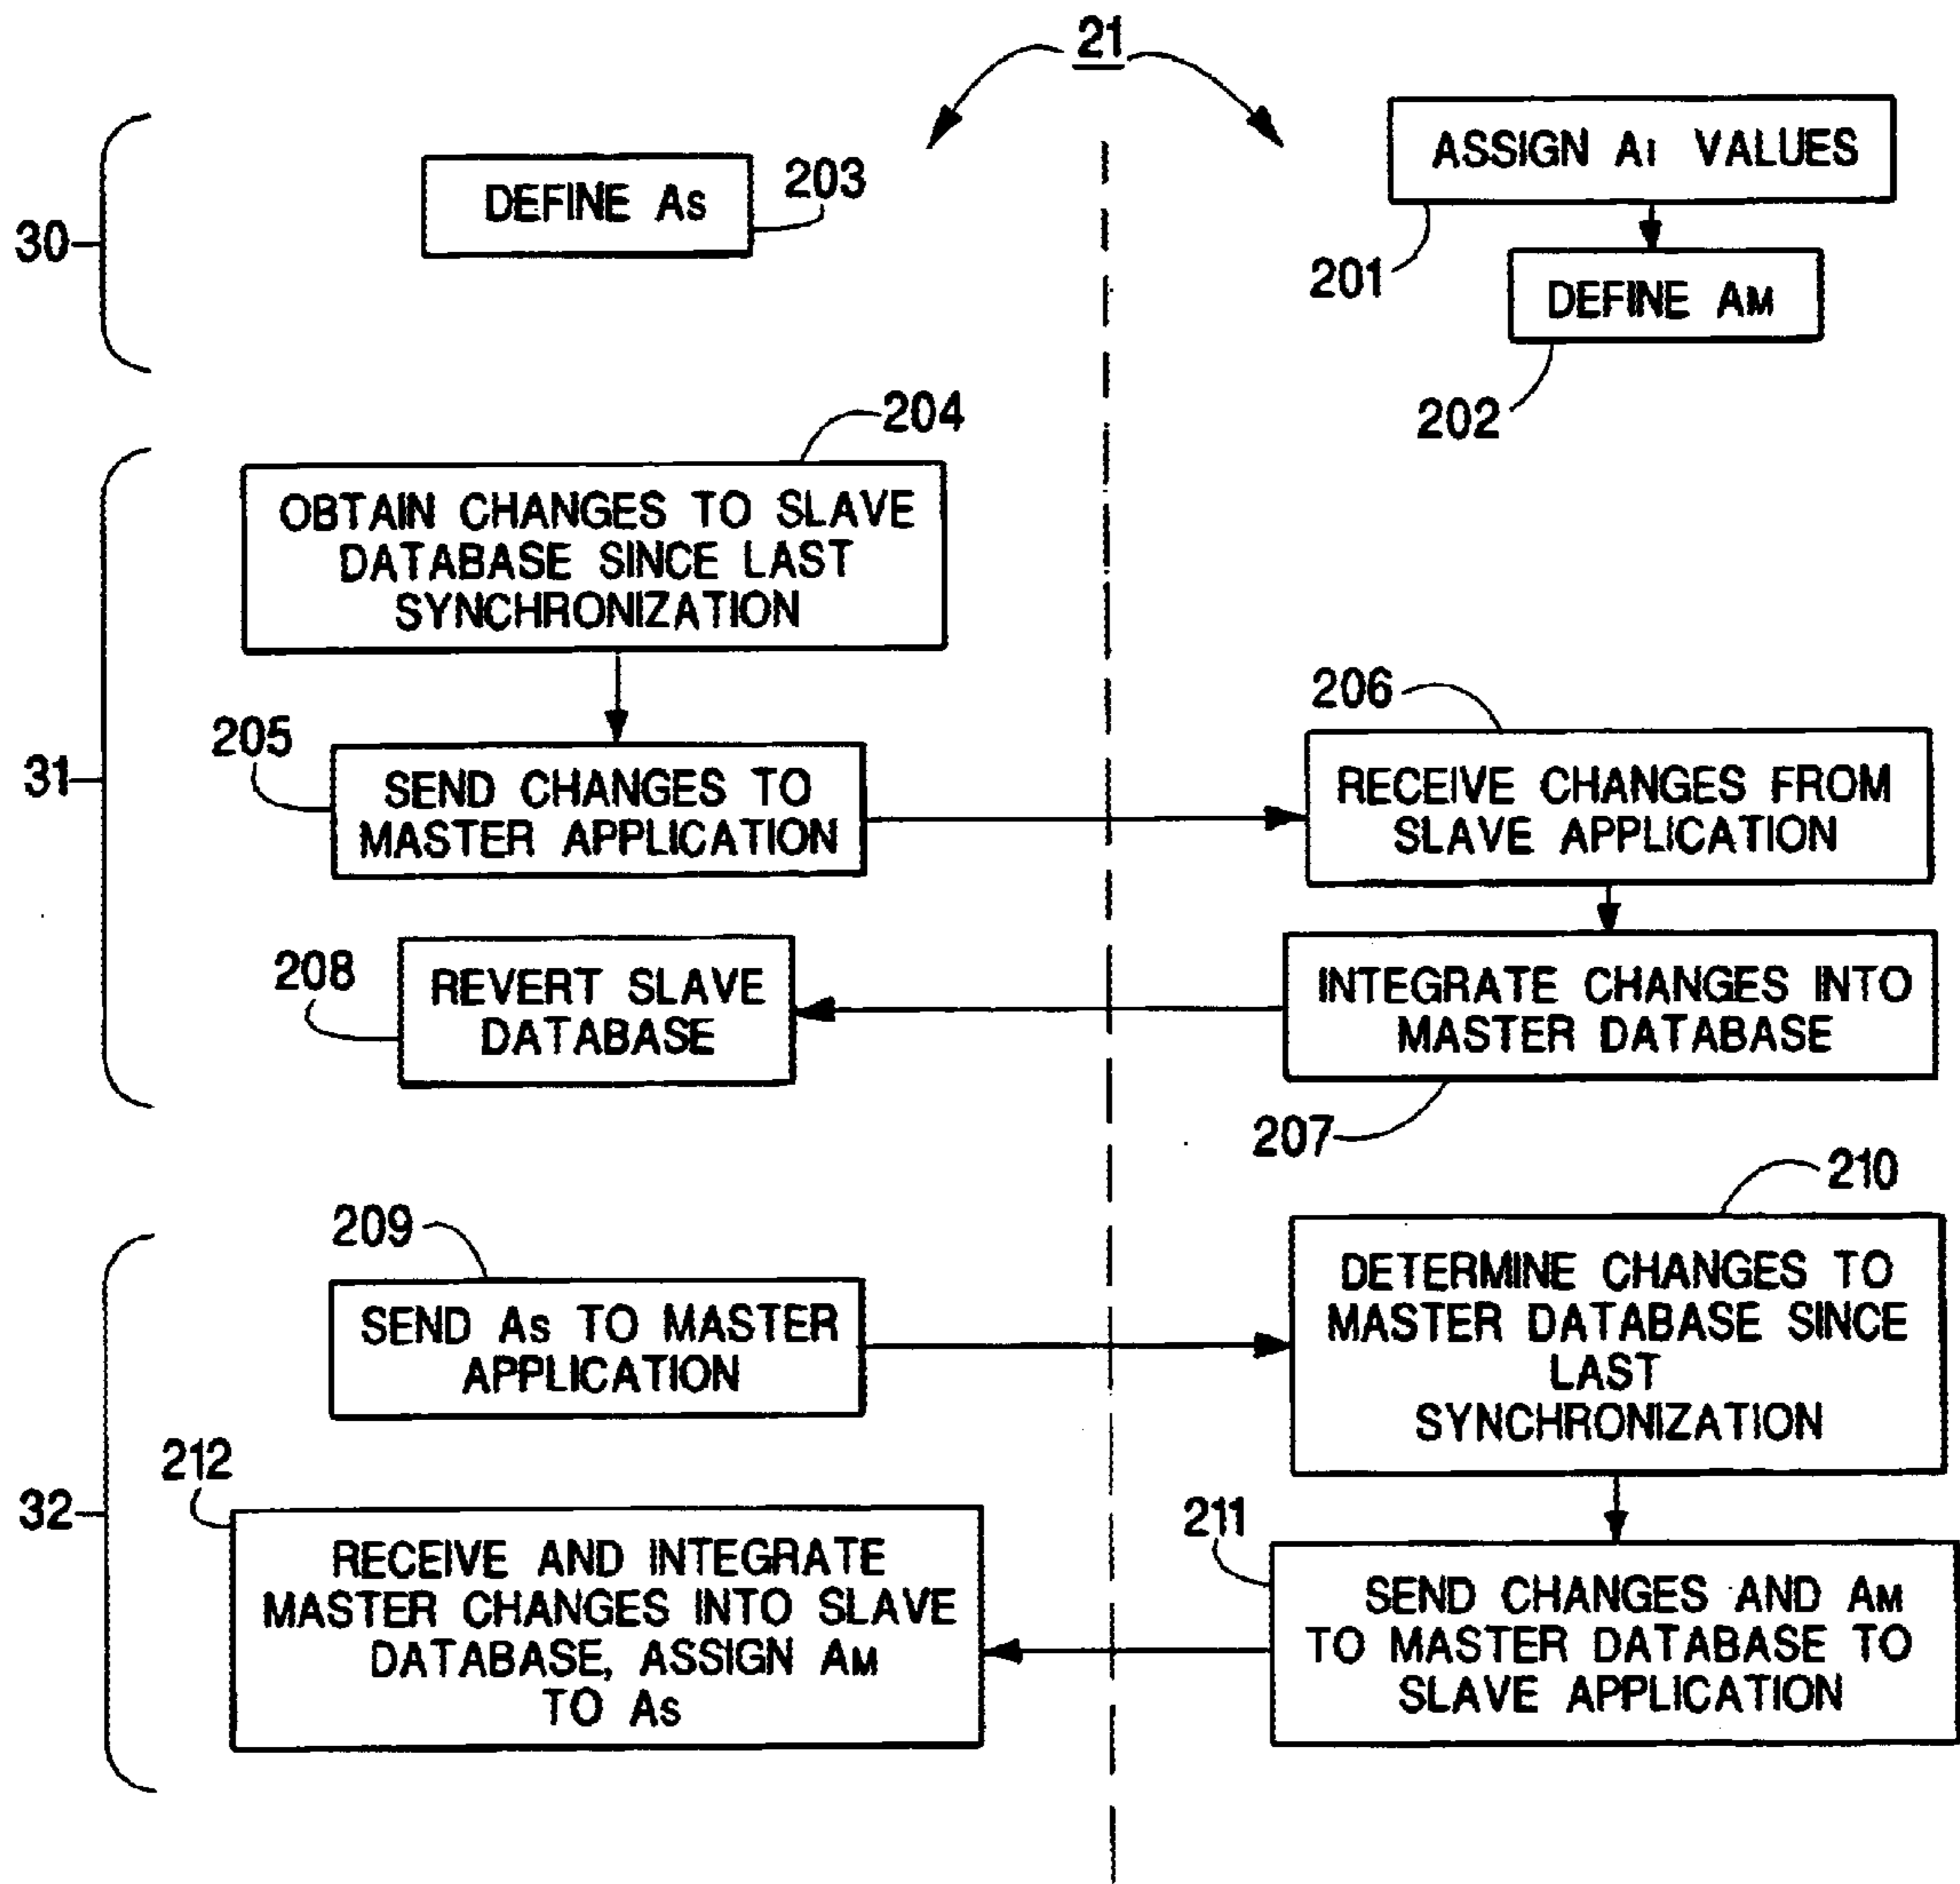 21
30
DEFINE As
203
ASSIGN AI VALUES
201
DEFINE AM
202
31
204
OBTAIN CHANGES TO SLAVE
DATABASE SINCE LAST
SYNCHRONIZATION
205
SEND CHANGES TO
MASTER APPLICATION
206
RECEIVE CHANGES FROM
SLAVE APPLICATION
208
REVERT SLAVE
DATABASE
INTEGRATE CHANGES INTO
MASTER DATABASE
207
32
209
SEND As TO MASTER
APPLICATION
210
DETERMINE CHANGES TO
MASTER DATABASE SINCE
LAST
SYNCHRONIZATION
212
RECEIVE AND INTEGRATE
MASTER CHANGES INTO SLAVE
DATABASE, ASSIGN AM
TO As
211
SEND CHANGES AND AM
TO MASTER DATABASE TO
SLAVE APPLICATION